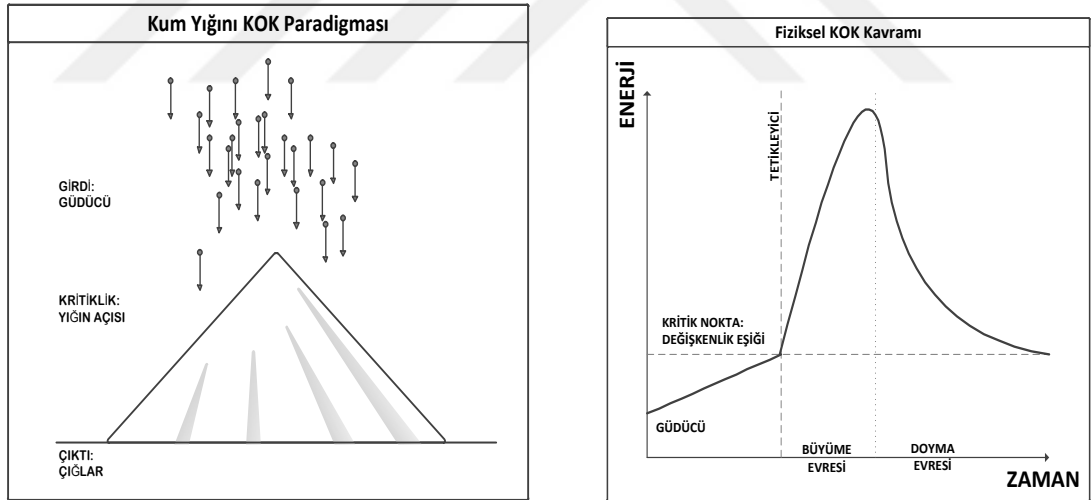 Kum Yığını KOK Paradigması
GİRDİ:
GÜDÜCÜ
KRİTİKLİK:
YIĞIN AÇISI
ÇIKTI:
ÇIĞLAR
Fiziksel KOK Kavramı
ENERJİ
TETİKLEYİCİ
KRİTİK NOKTA:
DEĞİŞKENLİK EŞİĞİ
GÜDÜCÜ
BÜYÜME
EVRESİ
DOYMA
EVRESİ
ZAMAN